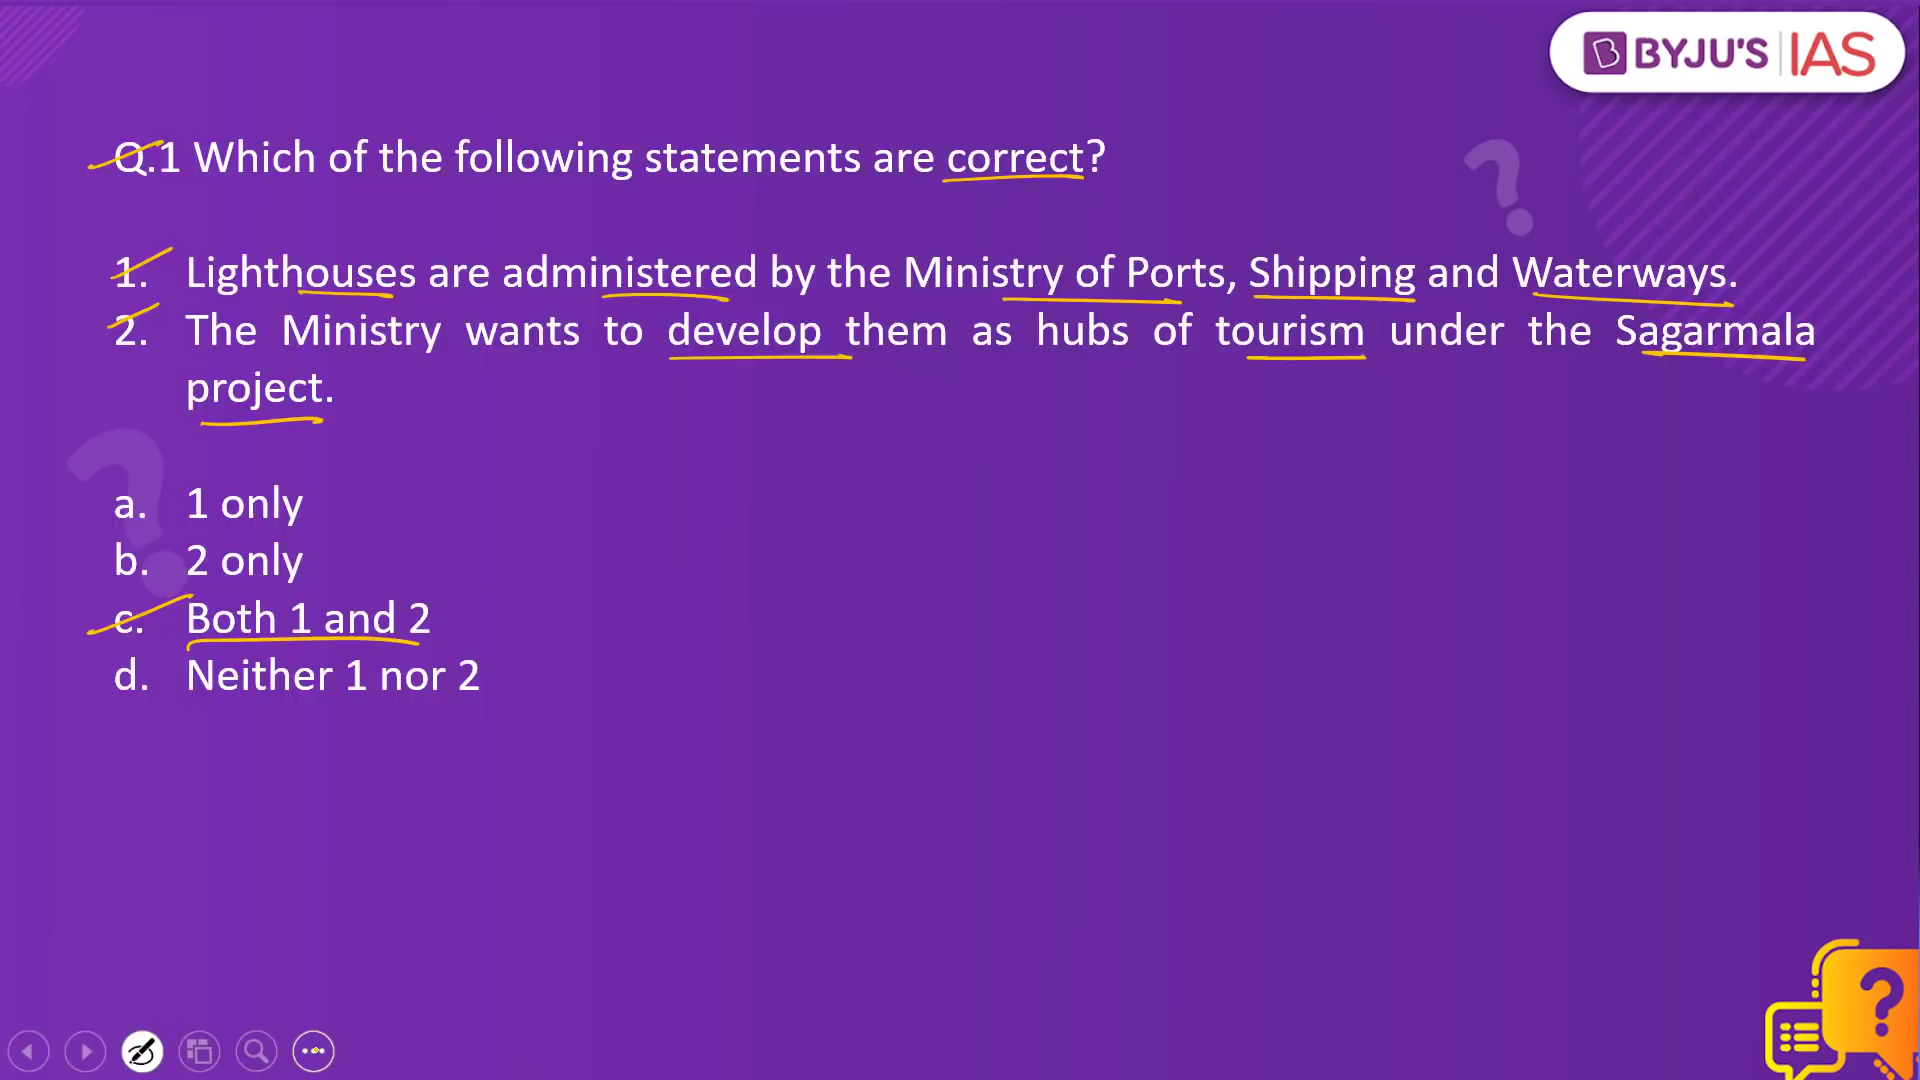 BYJU'S IAS
Q.1 Which of the following statements are correct?
1. Lighthouses are administered by the Ministry of Ports, Shipping and Waterways.
2. The Ministry wants to develop them as hubs of tourism under the Sagarmala
project.
a. 1 only
b. 2 only
c. Both 1 and 2
d. Neither 1 nor 2